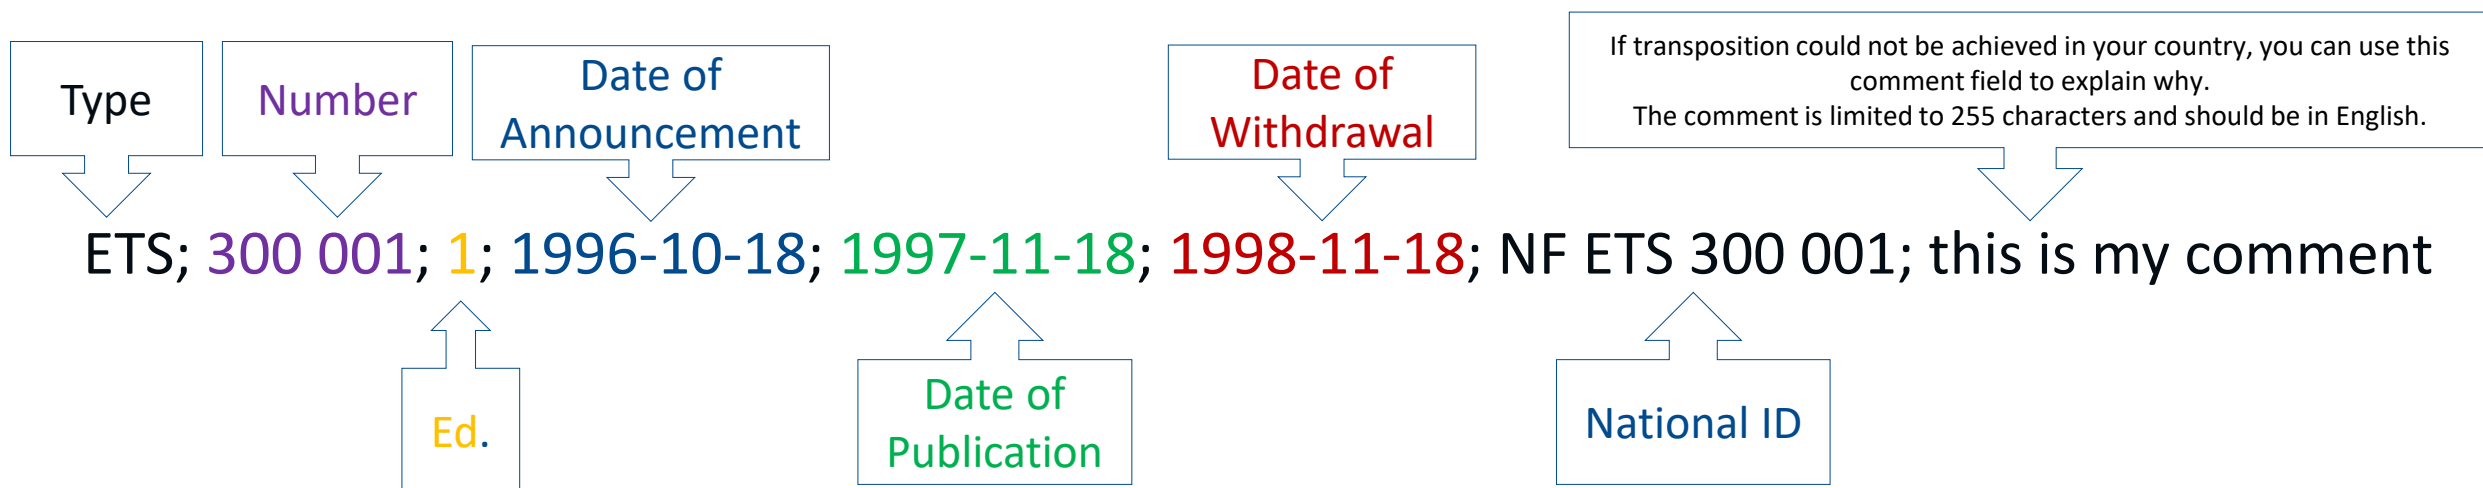 Type
Number
Date of
Announcement
Date of
Withdrawal
If transposition could not be achieved in your country, you can use this
comment field to explain why.
The comment is limited to 255 characters and should be in English.
ETS; 300 001; 1; 1996-10-18; 1997-11-18; 1998-11-18; NF ETS 300 001; this is my comment
Ed.
Date of
Publication
National ID